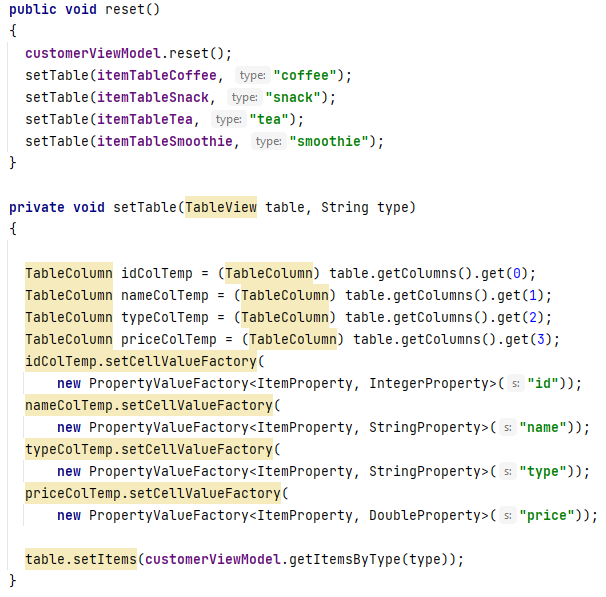 public void reset()
{
  customerViewModel.reset();
  setTable(itemTableCoffee, type: "coffee");
  setTable(itemTableSnack, type: "snack");
  setTable(itemTableTea, type: "tea");
  setTable(itemTableSmoothie, type: "smoothie");
}

private void setTable(TableView table, String type)
{

  TableColumn idColTemp = (TableColumn) table.getColumns().get(0);
  TableColumn nameColTemp = (TableColumn) table.getColumns().get(1);
  TableColumn typeColTemp = (TableColumn) table.getColumns().get(2);
  TableColumn priceColTemp = (TableColumn) table.getColumns().get(3);
  idColTemp.setCellValueFactory(
      new PropertyValueFactory<ItemProperty, IntegerProperty>( s: "id"));
  nameColTemp.setCellValueFactory(
      new PropertyValueFactory<ItemProperty, StringProperty>( s: "name"));
  typeColTemp.setCellValueFactory(
      new PropertyValueFactory<ItemProperty, StringProperty>( s: "type"));
  priceColTemp.setCellValueFactory(
      new PropertyValueFactory<ItemProperty, DoubleProperty>( s: "price"));

  table.setItems(customerViewModel.getItemsByType(type));
}